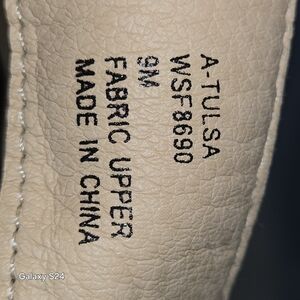 A-TULSA
WSF8690
9M
FABRIC UPPER
MADE IN CHINA
Galaxy S24